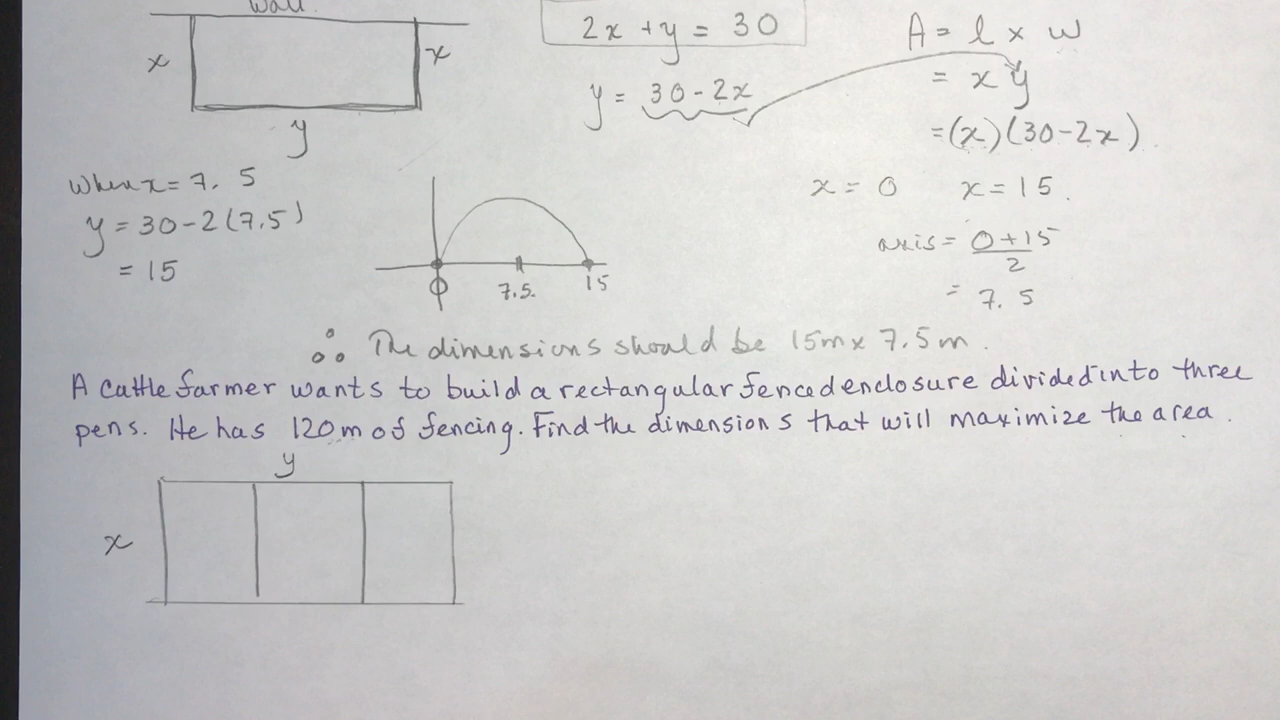 Wall
x
x
y
2x + y = 30
y = 30 - 2x
A = l x w
= x y
= (x)(30-2x)
x = 0 x = 15.
axis = 0+15
2
= 7.5
when x = 7.5
y = 30-2(7.5)
= 15
0 7.5. 15
∴ The dimensions should be 15m x 7.5m.
A cattle farmer wants to build a rectangular fenced enclosure divided into three
pens. He has 120m of fencing. Find the dimensions that will maximize the area.
y
x